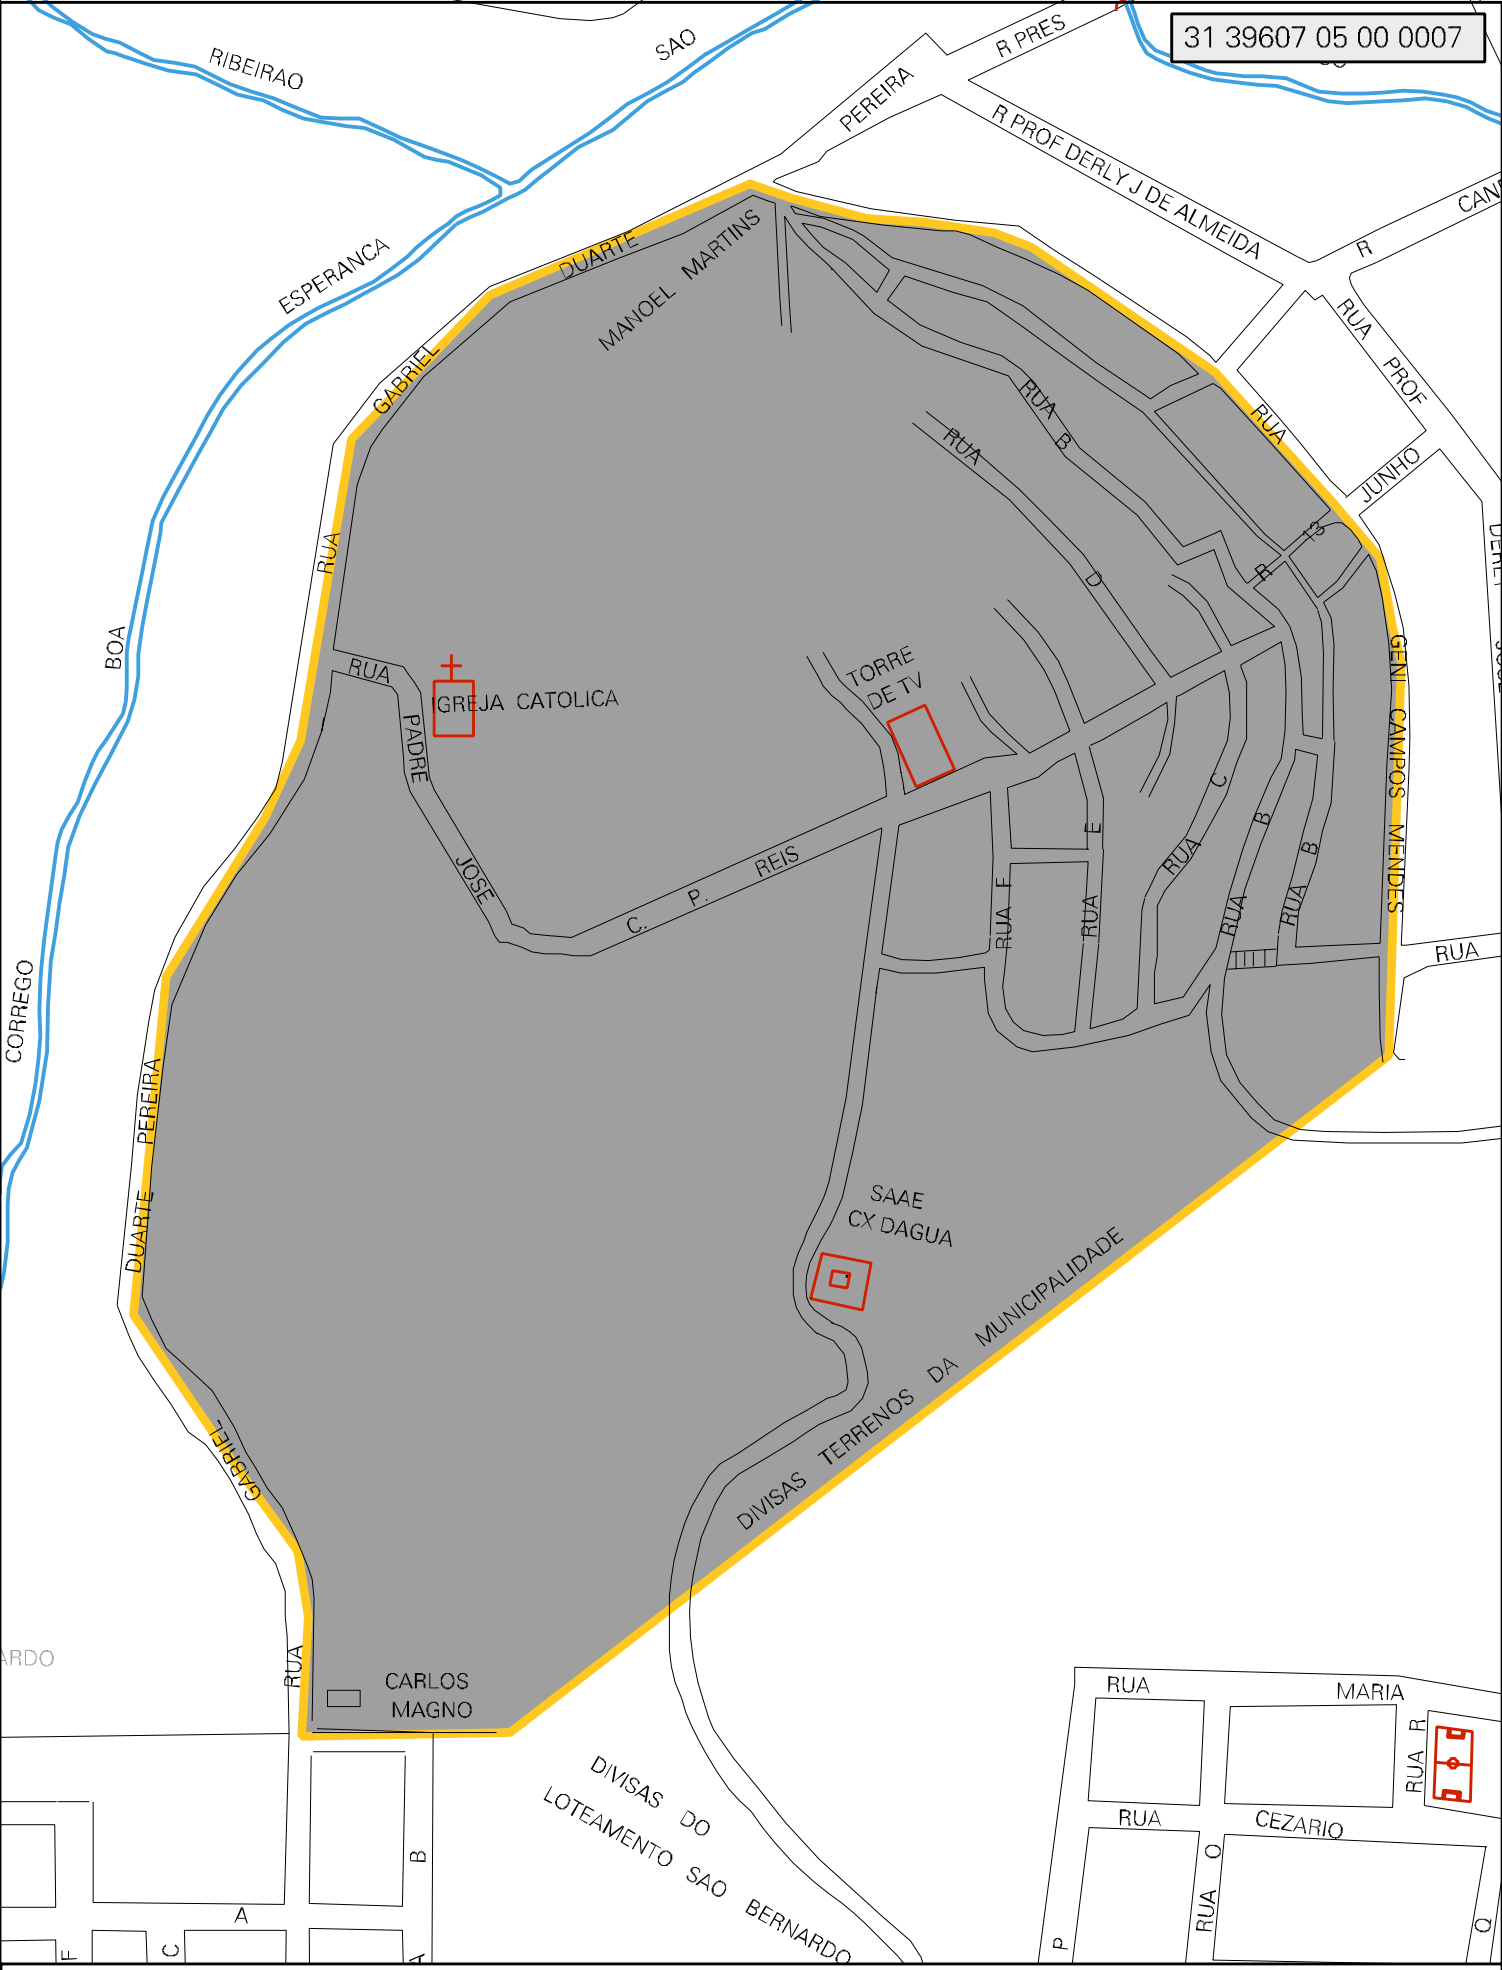 31 39607 05 00 0007
RIBEIRAO
SAO
R PRES
PEREIRA
R PROF DERLY J DE ALMEIDA
R
ESPERANCA
DUARTE
MANOEL MARTINS
GABRIEL
RUA PROF
RUA B
RUA
RUA D
JUNHO
R 13
RUA
BOA
TORRE
DE TV
RUA
IGREJA CATOLICA
PADRE
GENI CAMPOS MENDES
C
REIS
E
B
B
JOSE
RUA
F
C. P.
RUA
RUA
RUA
RUA
RUA
CORREGO
PEREIRA
DUARTE
SAAE
CX DAGUA
DIVISAS TERRENOS DA MUNICIPALIDADE
GABRIEL
RUA
ARDO
CARLOS
MAGNO
RUA
MARIA
RUA R
DIVISAS DO
LOTEAMENTO SAO BERNARDO
RUA
CEZARIO
B
RUA O
A
F
C
A
P
Q